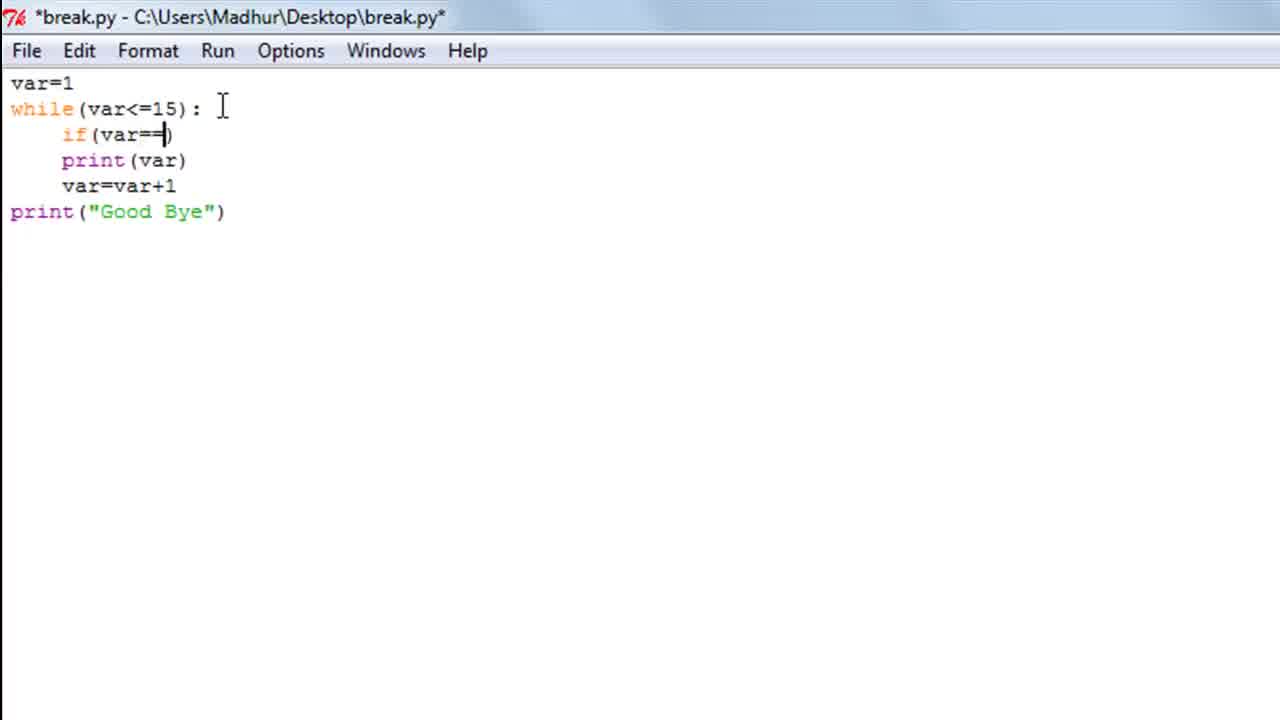 *break.py - C:\Users\Madhur\Desktop\break.py*
File Edit Format Run Options Windows Help
var=1
while(var<=15):
    if(var==)
    print(var)
    var=var+1
print("Good Bye")